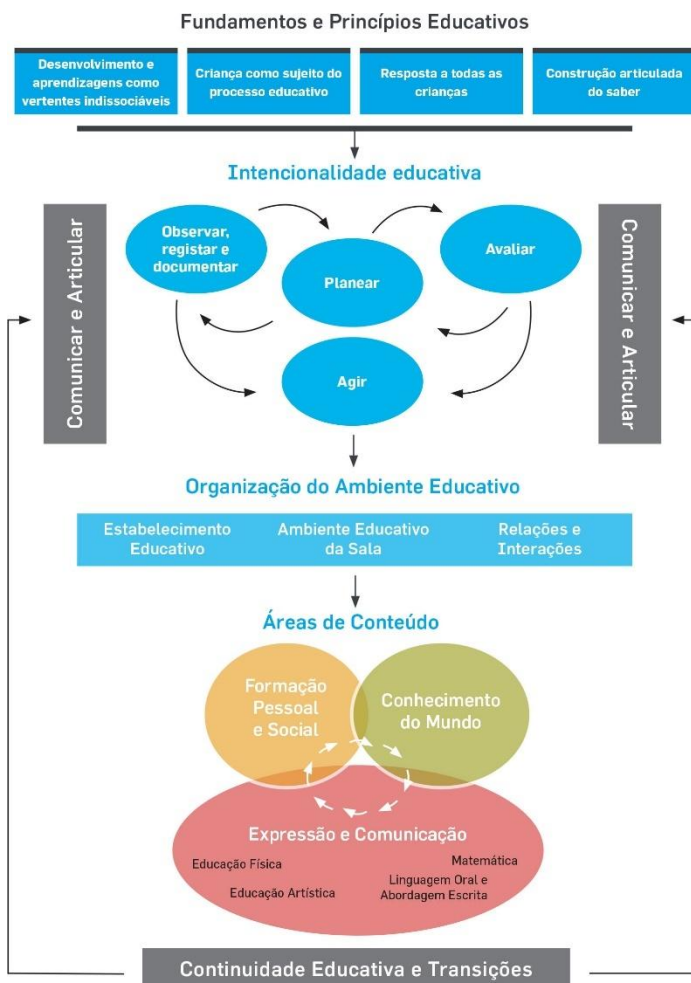 Fundamentos e Princípios Educativos
Desenvolvimento e
aprendizagens como
vertentes indissociáveis
Criança como sujeito do
processo educativo
Resposta a todas as
crianças
Construção articulada
do saber
Intencionalidade educativa
Comunicar e Articular
Observar,
registar e
documentar
Planear
Avaliar
Agir
Comunicar e Articular
Organização do Ambiente Educativo
Estabelecimento
Educativo
Ambiente Educativo
da Sala
Relações e
Interações
Áreas de Conteúdo
Formação
Pessoal
e Social
Conhecimento
do Mundo
Expressão e Comunicação
Educação Física
Matemática
Educação Artística
Linguagem Oral e
Abordagem Escrita
Continuidade Educativa e Transições